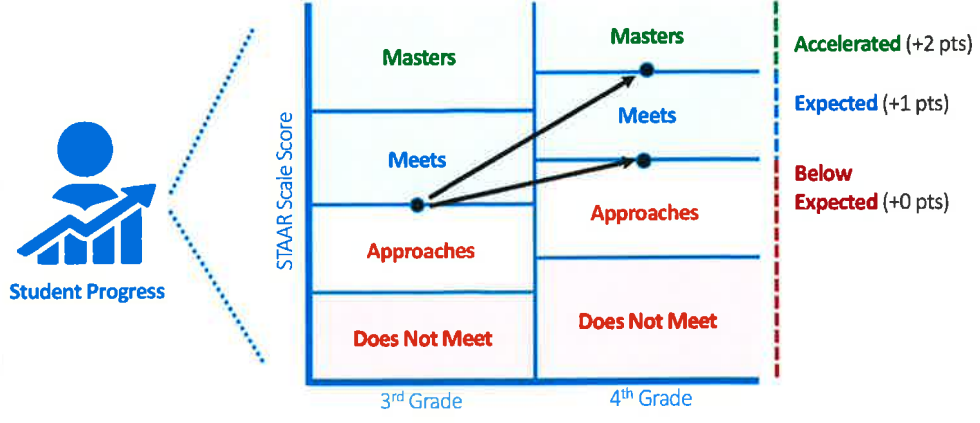 Student Progress
STAAR Scale Score
Masters
Meets
Approaches
Does Not Meet
3rd Grade
Masters
Meets
Approaches
Does Not Meet
4th Grade
Accelerated (+2 pts)
Expected (+1 pts)
Below
Expected (+0 pts)